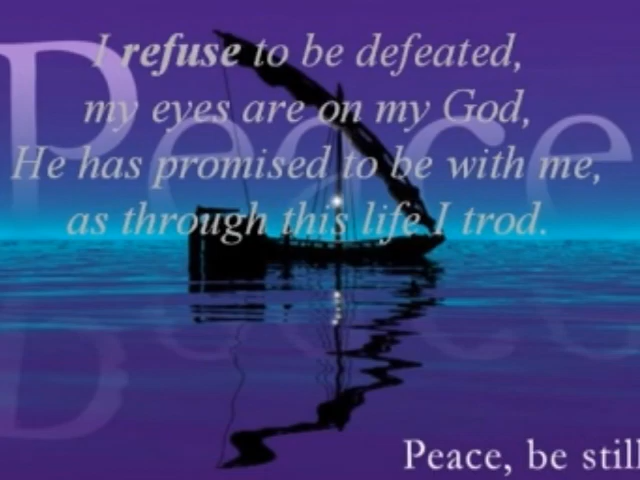 Peace
I refuse to be defeated,
my eyes are on my God,
He has promised to be with me,
as through this life I trod.
Peace, be still